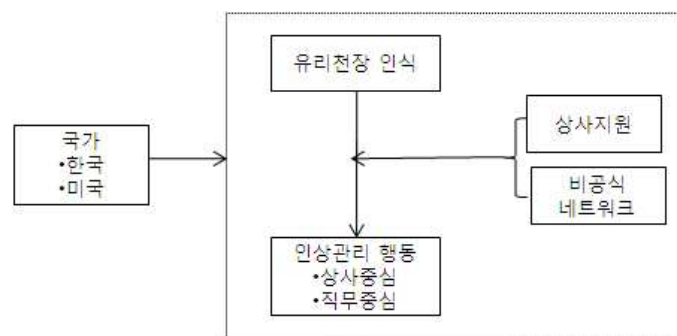 유리천장 인식
상사지원
국가
•한국
•미국
비공식
네트워크
인상관리 행동
•상사중심
•직무중심